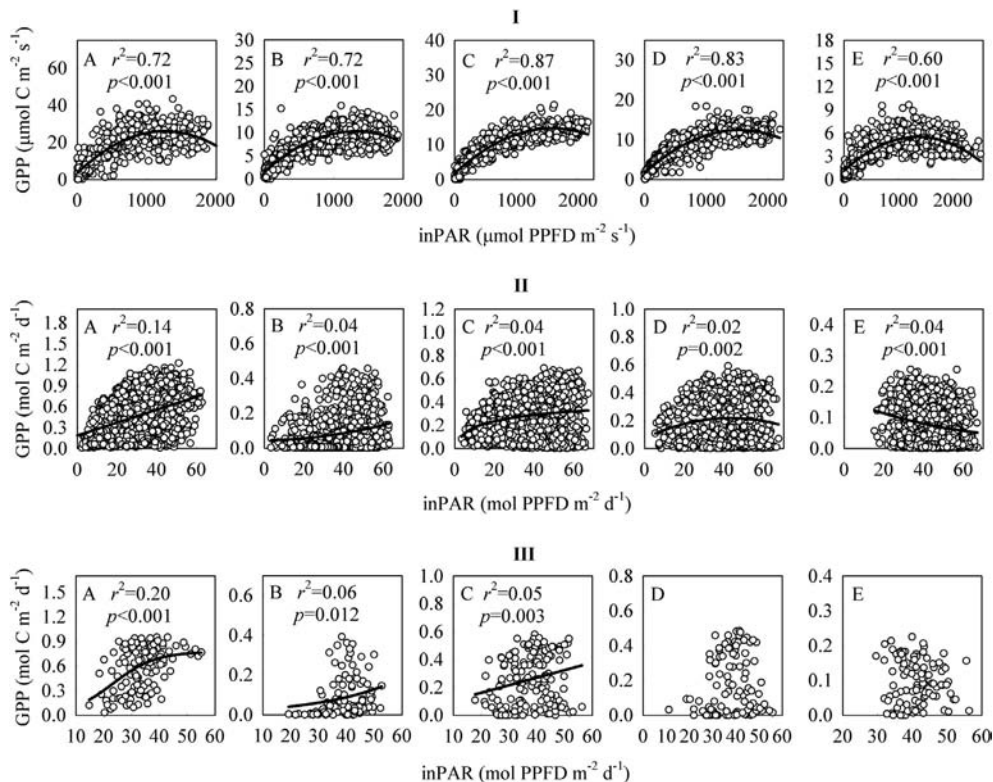 I
A r²=0.72 p<0.001
B r²=0.72 p<0.001
C r²=0.87 p<0.001
D r²=0.83 p<0.001
E r²=0.60 p<0.001
GPP (μmol C m⁻² s⁻¹)
60 40 20 0
30 25 20 15 10 5 0
40 30 20 10 0
30 20 10 0
18 15 12 9 6 3 0
0 1000 2000 0 1000 2000 0 1000 2000 0 1000 2000 0 1000 2000
inPAR (μmol PPFD m⁻² s⁻¹)
II
A r²=0.14 p<0.001
B r²=0.04 p<0.001
C r²=0.04 p<0.001
D r²=0.02 p=0.002
E r²=0.04 p<0.001
GPP (mol C m⁻² d⁻¹)
1.8 1.5 1.2 0.9 0.6 0.3 0.0
0.8 0.6 0.4 0.2 0.0
1.2 1.0 0.8 0.6 0.4 0.2 0.0
1.0 0.8 0.6 0.4 0.2 0.0
0.4 0.3 0.2 0.1 0.0
20 40 60 0 20 40 60 0 20 40 60 0 20 40 60 0 20 40 60
inPAR (mol PPFD m⁻² d⁻¹)
III
A r²=0.20 p<0.001
B r²=0.06 p=0.012
C r²=0.05 p=0.003
D
E
GPP (mol C m⁻² d⁻¹)
1.5 1.2 0.9 0.6 0.3 0.0
0.6 0.4 0.2 0.0
1.0 0.8 0.6 0.4 0.2 0.0
0.8 0.6 0.4 0.2 0.0
0.4 0.3 0.2 0.1 0.0
10 20 30 40 50 60 10 20 30 40 50 60 10 20 30 40 50 60 10 20 30 40 50 60 20 30 40 50 60
inPAR (mol PPFD m⁻² d⁻¹)